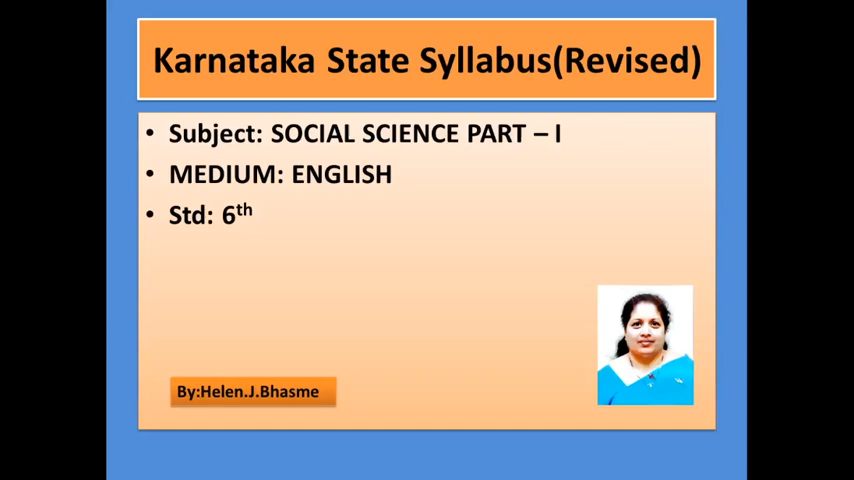 Karnataka State Syllabus(Revised)
• Subject: SOCIAL SCIENCE PART – I
• MEDIUM: ENGLISH
• Std: 6th
By:Helen.J.Bhasme